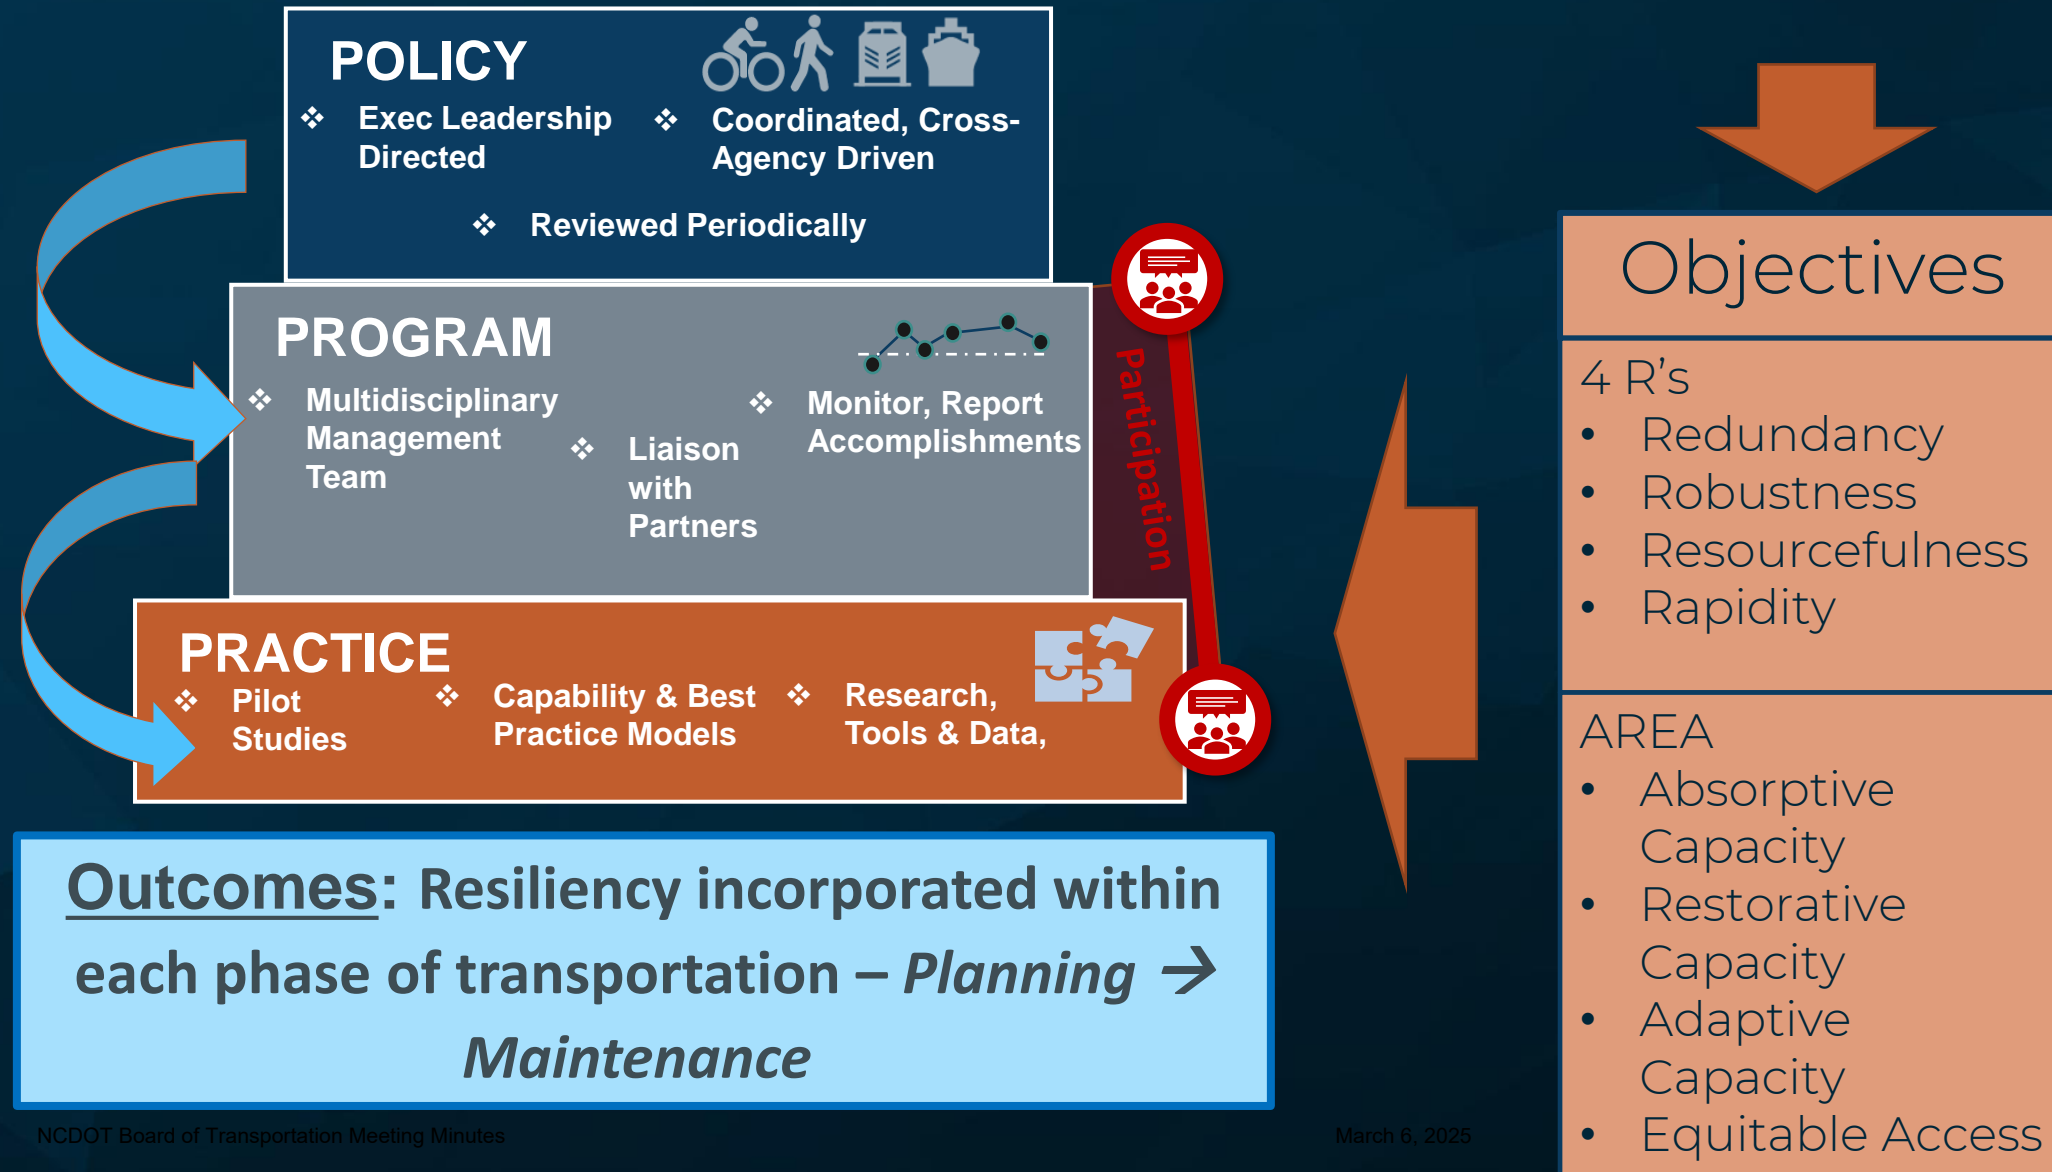 POLICY
❖ Exec Leadership
Directed
❖ Coordinated, Cross-
Agency Driven
❖ Reviewed Periodically
PROGRAM
❖ Multidisciplinary
Management
Team
❖ Liaison
with
Partners
❖ Monitor, Report
Accomplishments
Participation
PRACTICE
❖ Pilot
Studies
❖ Capability & Best
Practice Models
❖ Research,
Tools & Data,
Outcomes: Resiliency incorporated within
each phase of transportation – Planning →
Maintenance
Objectives
4 R’s
• Redundancy
• Robustness
• Resourcefulness
• Rapidity
AREA
• Absorptive
Capacity
• Restorative
Capacity
• Adaptive
Capacity
• Equitable Access
NCDOT Board of Transportation Meeting Minutes
March 6, 2025